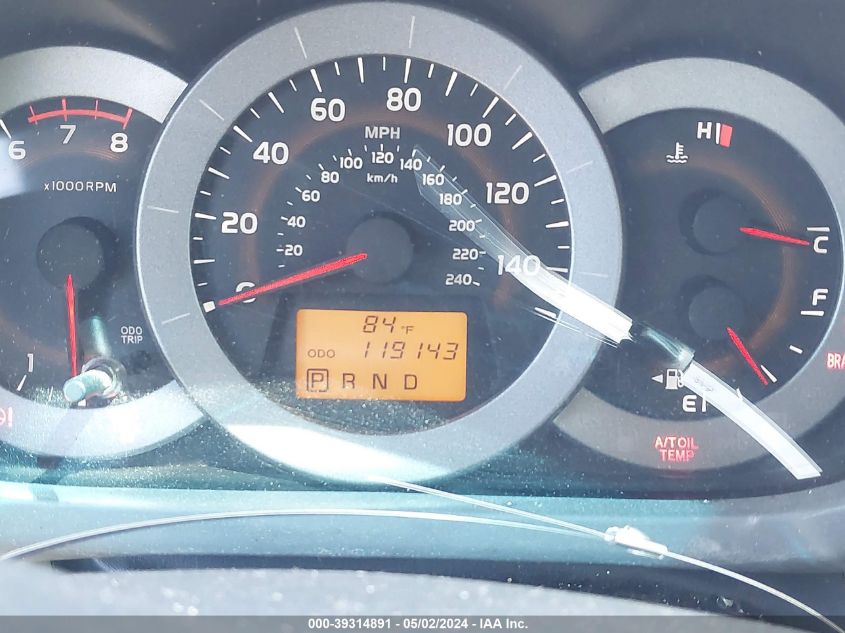 6 7 8
x1000RPM
ODO
TRIP
1
0 20 40 60 80 100 120 140
MPH
20 40 60 80 100 120 140 160 180 200 220 240
km/h
84°F
ODO 119143
P R N D
H
C
F
E
A/T OIL
TEMP
BRA
000-39314891 - 05/02/2024 - IAA Inc.